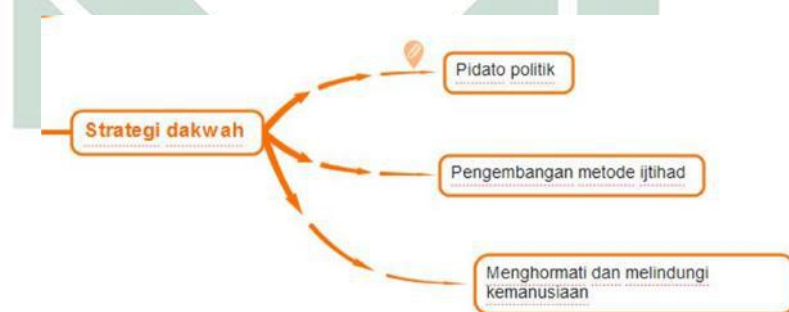 Pidato politik
Strategi dakwah
Pengembangan metode ijtihad
Menghormati dan melindungi
kemanusiaan